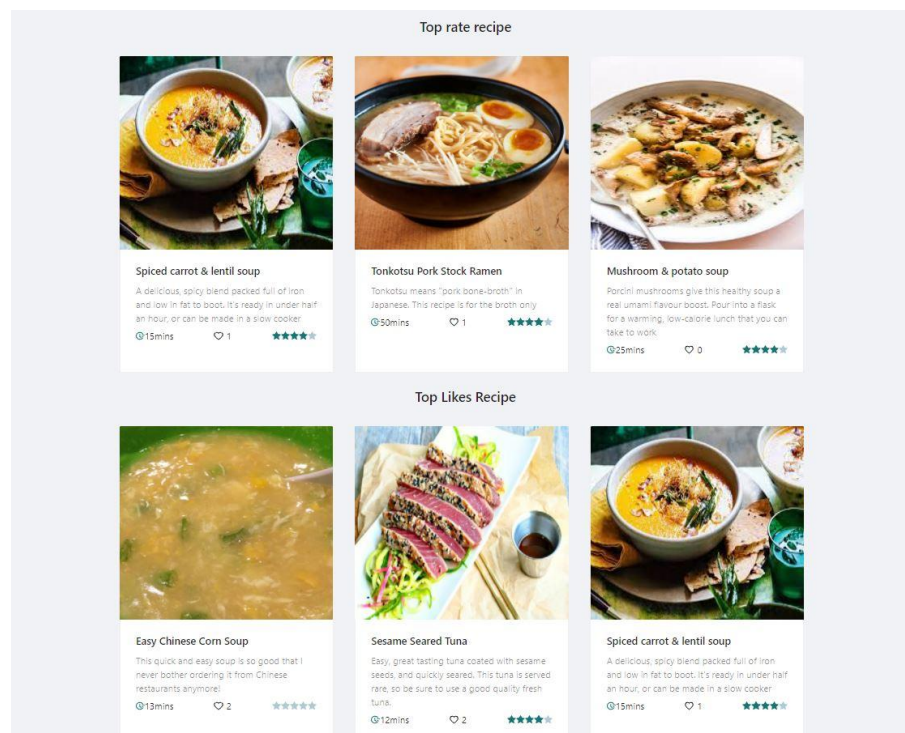 Top rate recipe
Spiced carrot & lentil soup
A delicious, spicy blend packed full of iron
and low in fat to boot. It's ready in under half
an hour, or can be made in a slow cooker
15mins 1
Tonkotsu Pork Stock Ramen
Tonkotsu means "pork bone-broth" in
Japanese. This recipe is for the broth only
50mins 1
Mushroom & potato soup
Porcini mushrooms give this healthy soup a
real umami flavour boost. Pour into a flask
for a warming, low-calorie lunch that you can
take to work
25mins 0
Top Likes Recipe
Easy Chinese Corn Soup
This quick and easy soup is so good that I
never bother ordering it from Chinese
restaurants anymore!
13mins 2
Sesame Seared Tuna
Easy, great tasting tuna coated with sesame
seeds, and quickly seared. This tuna is served
rare, so be sure to use a good quality fresh
tuna.
12mins 2
Spiced carrot & lentil soup
A delicious, spicy blend packed full of iron
and low in fat to boot. It's ready in under half
an hour, or can be made in a slow cooker
15mins 1